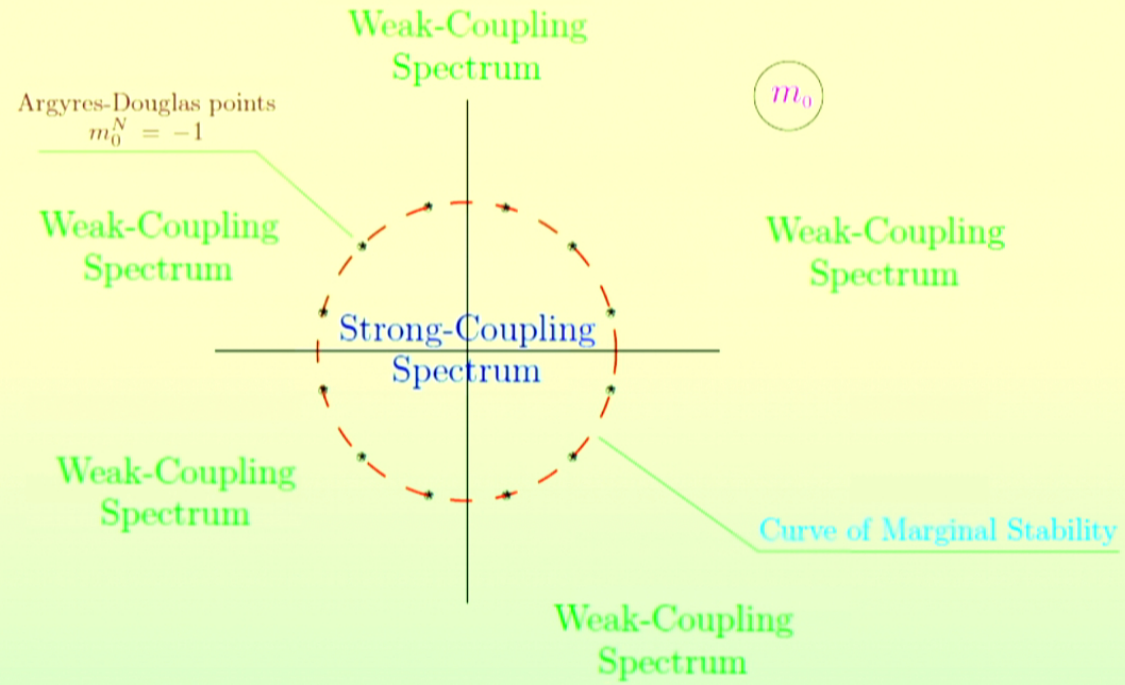 Weak-Coupling
Spectrum
m₀
Argyres-Douglas points
m₀ᴺ = −1
Weak-Coupling
Spectrum
Weak-Coupling
Spectrum
Strong-Coupling
Spectrum
Weak-Coupling
Spectrum
Curve of Marginal Stability
Weak-Coupling
Spectrum